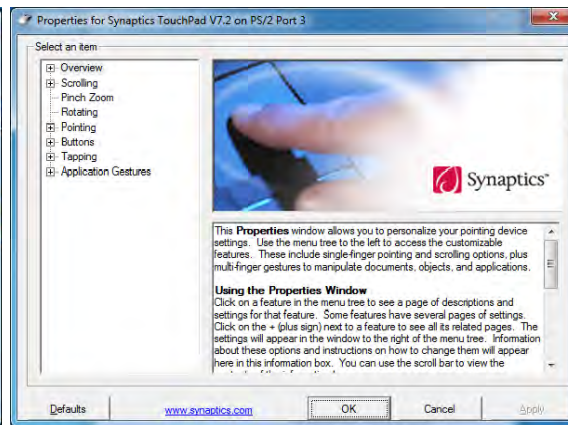 Properties for Synaptics TouchPad V7.2 on PS/2 Port 3
Select an item
Overview
Scrolling
Pinch Zoom
Rotating
Pointing
Buttons
Tapping
Application Gestures
Synaptics™
This Properties window allows you to personalize your pointing device
settings. Use the menu tree to the left to access the customizable
features. These include single-finger pointing and scrolling options, plus
multi-finger gestures to manipulate documents, objects, and applications.
Using the Properties Window
Click on a feature in the menu tree to see a page of descriptions and
settings for that feature. Some features have several pages of settings.
Click on the + (plus sign) next to a feature to see all its related pages. The
settings will appear in the window to the right of the menu tree. Information
about these options and instructions on how to change them will appear
here in this information box. You can use the scroll bar to view the
Defaults
www.synaptics.com
OK
Cancel
Apply